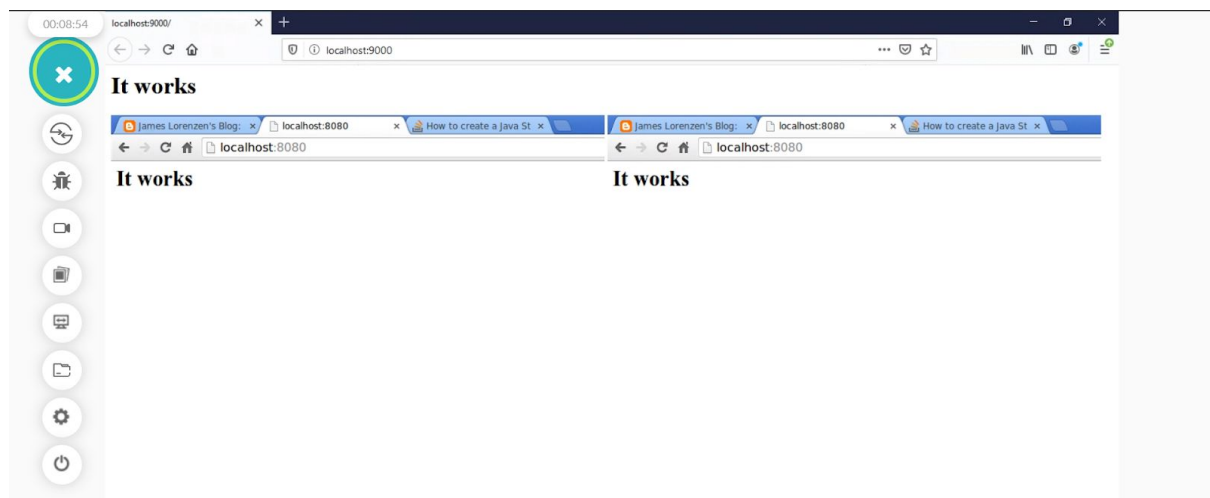 00:08:54
localhost:9000/
localhost:9000
It works
James Lorenzen's Blog: localhost:8080 How to create a Java St
localhost:8080
It works
James Lorenzen's Blog: localhost:8080 How to create a Java St
localhost:8080
It works